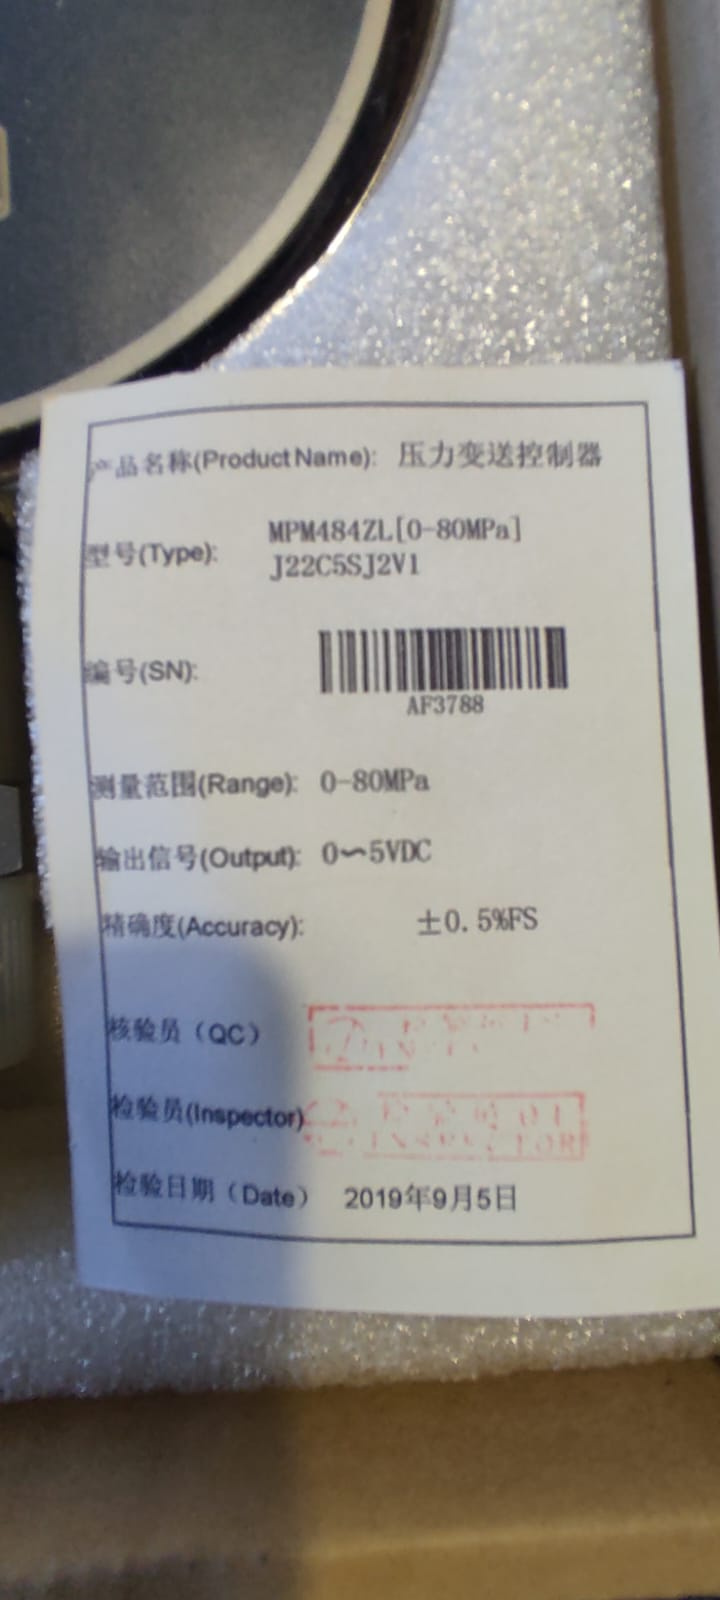 产品名称(Product Name): 压力变送控制器
型号(Type): MPM484ZL[0-80MPa]
J22C5SJ2V1
编号(SN):
AF3788
测量范围(Range): 0-80MPa
输出信号(Output): 0~5VDC
精确度(Accuracy): ±0.5%FS
核验员（QC）
检验员(Inspector)
INSPECTOR
检验日期（Date） 2019年9月5日